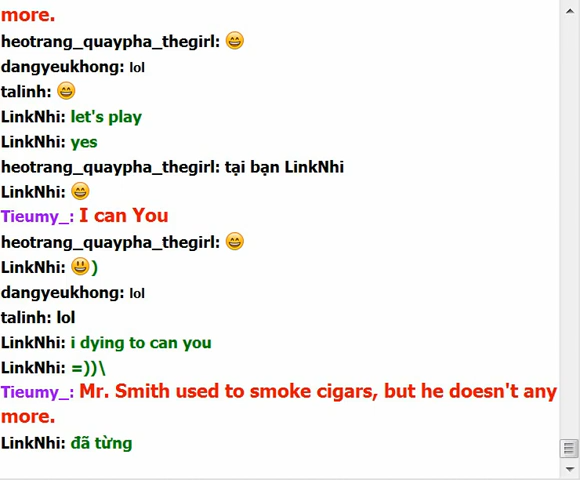 more.
heotrang_quaypha_thegirl: 😄
dangyeukhong: lol
talinh: 😄
LinkNhi: let's play
LinkNhi: yes
heotrang_quaypha_thegirl: tại bạn LinkNhi
LinkNhi: 😄
Tieumy_: I can You
heotrang_quaypha_thegirl: 😄
LinkNhi: 😃)
dangyeukhong: lol
talinh: lol
LinkNhi: i dying to can you
LinkNhi: =))\
Tieumy_: Mr. Smith used to smoke cigars, but he doesn't any
more.
LinkNhi: đã từng